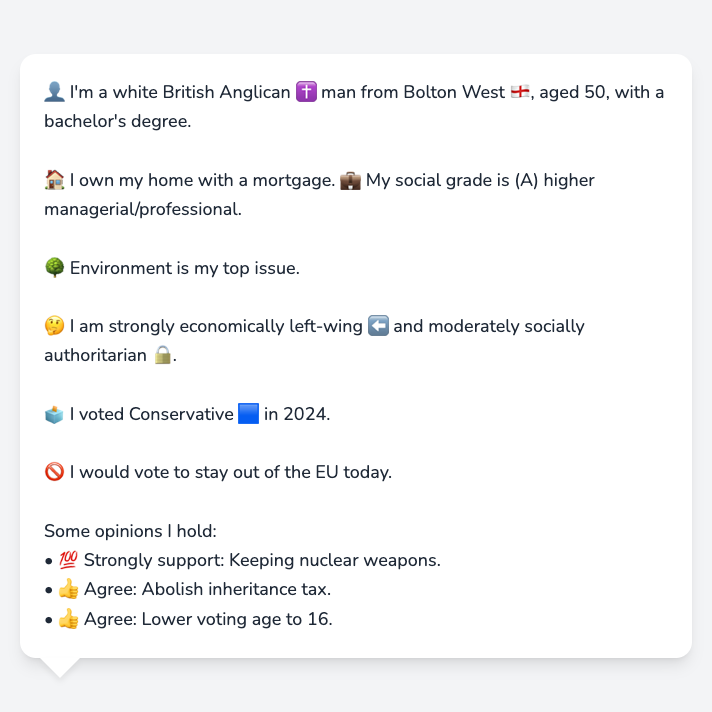 👤 I'm a white British Anglican ✝️ man from Bolton West 🏴󠁧󠁢󠁥󠁮󠁧󠁿, aged 50, with a
bachelor's degree.
🏠 I own my home with a mortgage. 💼 My social grade is (A) higher
managerial/professional.
🌳 Environment is my top issue.
🤔 I am strongly economically left-wing ⬅️ and moderately socially
authoritarian 🔒.
🗳️ I voted Conservative 🟦 in 2024.
🚫 I would vote to stay out of the EU today.
Some opinions I hold:
• 💯 Strongly support: Keeping nuclear weapons.
• 👍 Agree: Abolish inheritance tax.
• 👍 Agree: Lower voting age to 16.